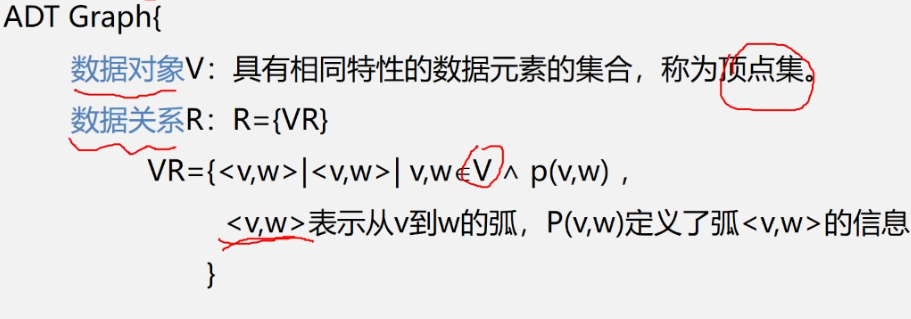 ADT Graph{
数据对象V：具有相同特性的数据元素的集合，称为顶点集。
数据关系R：R={VR}
VR={<v,w>|<v,w>| v,w∈V ∧ p(v,w) ，
<v,w>表示从v到w的弧，P(v,w)定义了弧<v,w>的信息
}